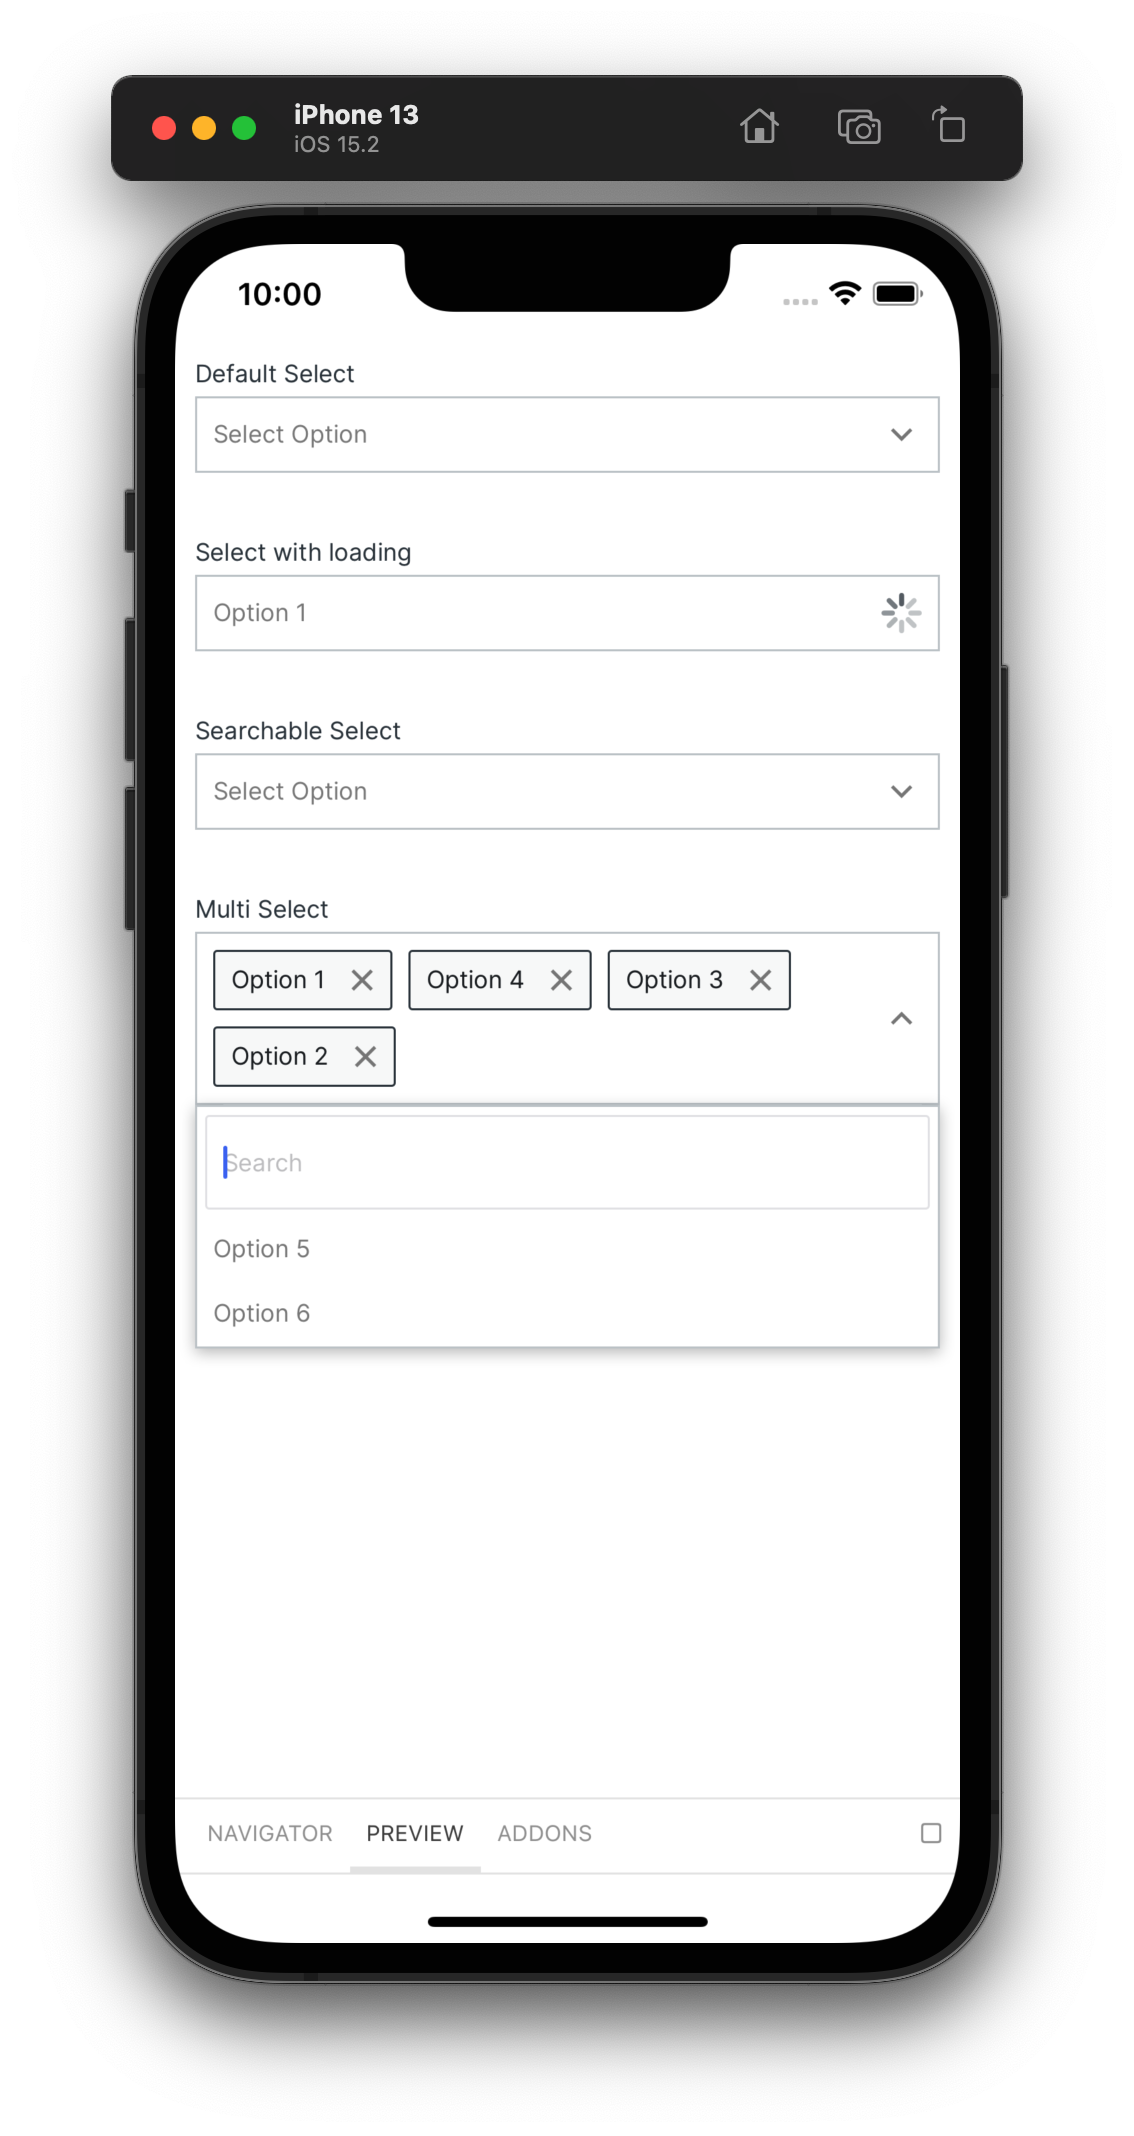 iPhone 13
iOS 15.2
10:00
Default Select
Select Option
Select with loading
Option 1
Searchable Select
Select Option
Multi Select
Option 1 Option 4 Option 3
Option 2
Search
Option 5
Option 6
NAVIGATOR PREVIEW ADDONS